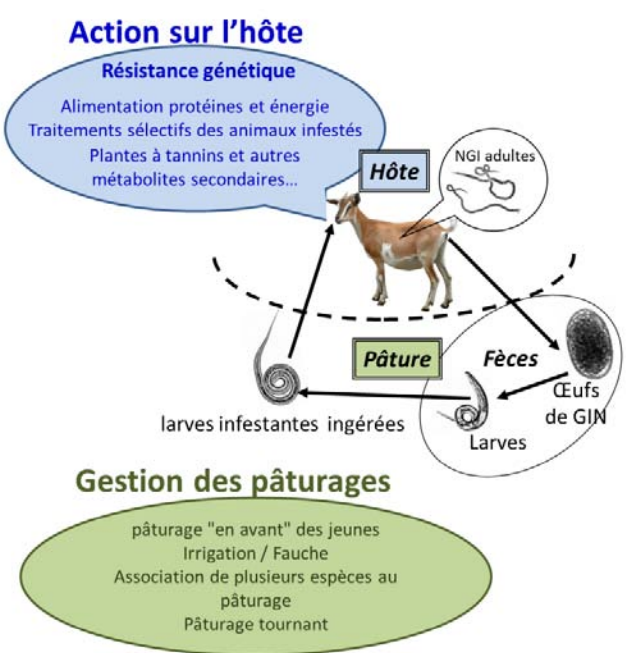 Action sur l'hôte
Résistance génétique
Alimentation protéines et énergie
Traitements sélectifs des animaux infestés
Plantes à tannins et autres
métabolites secondaires...
Hôte
NGI adultes
Pâture
Fèces
Œufs
de GIN
Larves
larves infestantes ingérées
Gestion des pâturages
pâturage "en avant" des jeunes
Irrigation / Fauche
Association de plusieurs espèces au
pâturage
Pâturage tournant